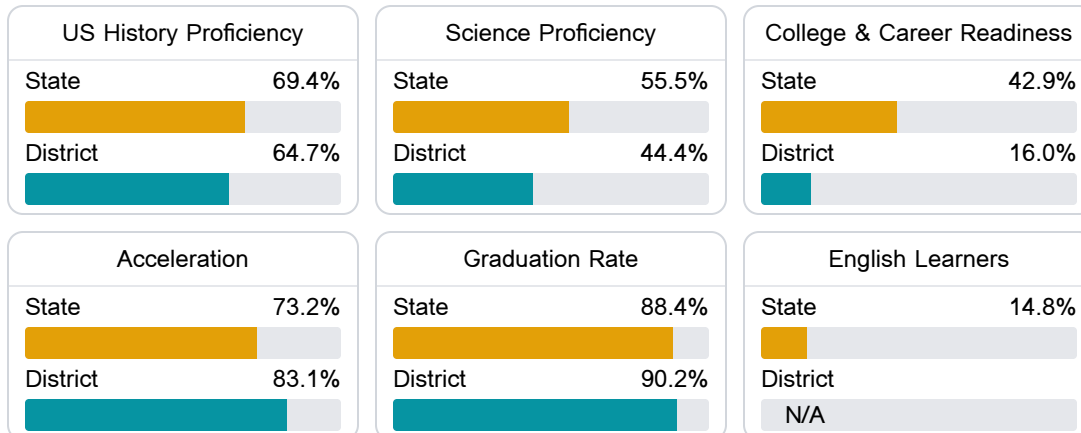 US History Proficiency
State 69.4%
District 64.7%
Science Proficiency
State 55.5%
District 44.4%
College & Career Readiness
State 42.9%
District 16.0%
Acceleration
State 73.2%
District 83.1%
Graduation Rate
State 88.4%
District 90.2%
English Learners
State 14.8%
District
N/A